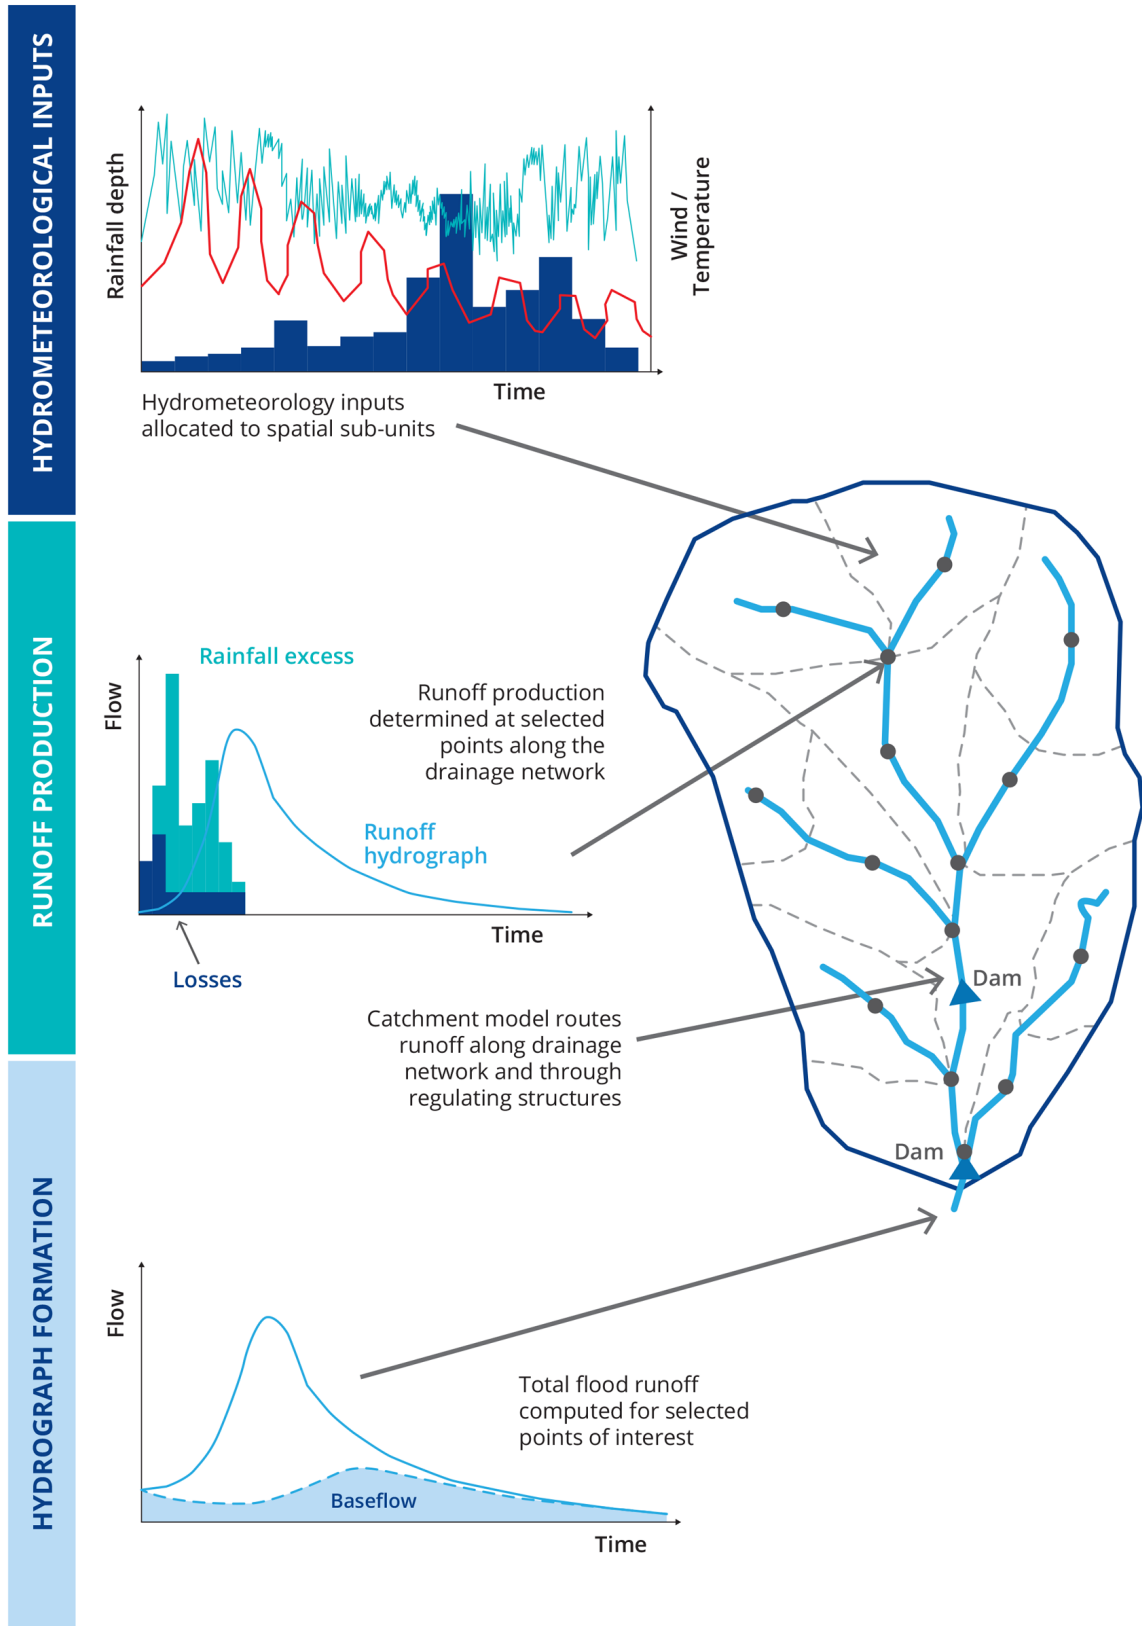 HYDROMETEOROLOGICAL INPUTS
Rainfall depth
Wind /
Temperature
Time
Hydrometeorology inputs
allocated to spatial sub-units
RUNOFF PRODUCTION
Flow
Rainfall excess
Runoff production
determined at selected
points along the
drainage network
Runoff
hydrograph
Time
Losses
Catchment model routes
runoff along drainage
network and through
regulating structures
Dam
Dam
HYDROGRAPH FORMATION
Flow
Total flood runoff
computed for selected
points of interest
Baseflow
Time